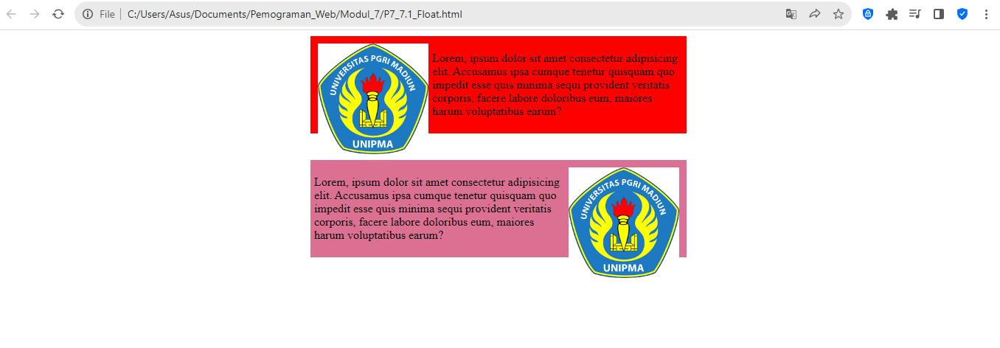 File
C:/Users/Asus/Documents/Pemograman_Web/Modul_7/P7_7.1_Float.html
UNIVERSITAS PGRI MADIUN
UNIPMA
Lorem, ipsum dolor sit amet consectetur adipisicing
elit. Accusamus ipsa cumque tenetur quisquam quo
impedit esse quis minima sequi provident veritatis
corporis, facere labore doloribus eum, maiores
harum voluptatibus earum?
Lorem, ipsum dolor sit amet consectetur adipisicing
elit. Accusamus ipsa cumque tenetur quisquam quo
impedit esse quis minima sequi provident veritatis
corporis, facere labore doloribus eum, maiores
harum voluptatibus earum?
UNIVERSITAS PGRI MADIUN
UNIPMA